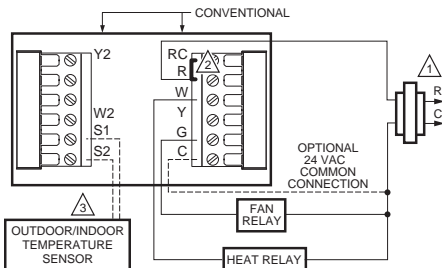 CONVENTIONAL
Y2
RC
2
R
1
R
W
W2
Y
C
S1
G
S2
C
OPTIONAL
24 VAC
COMMON
CONNECTION
3
FAN
RELAY
OUTDOOR/INDOOR
TEMPERATURE
SENSOR
HEAT RELAY